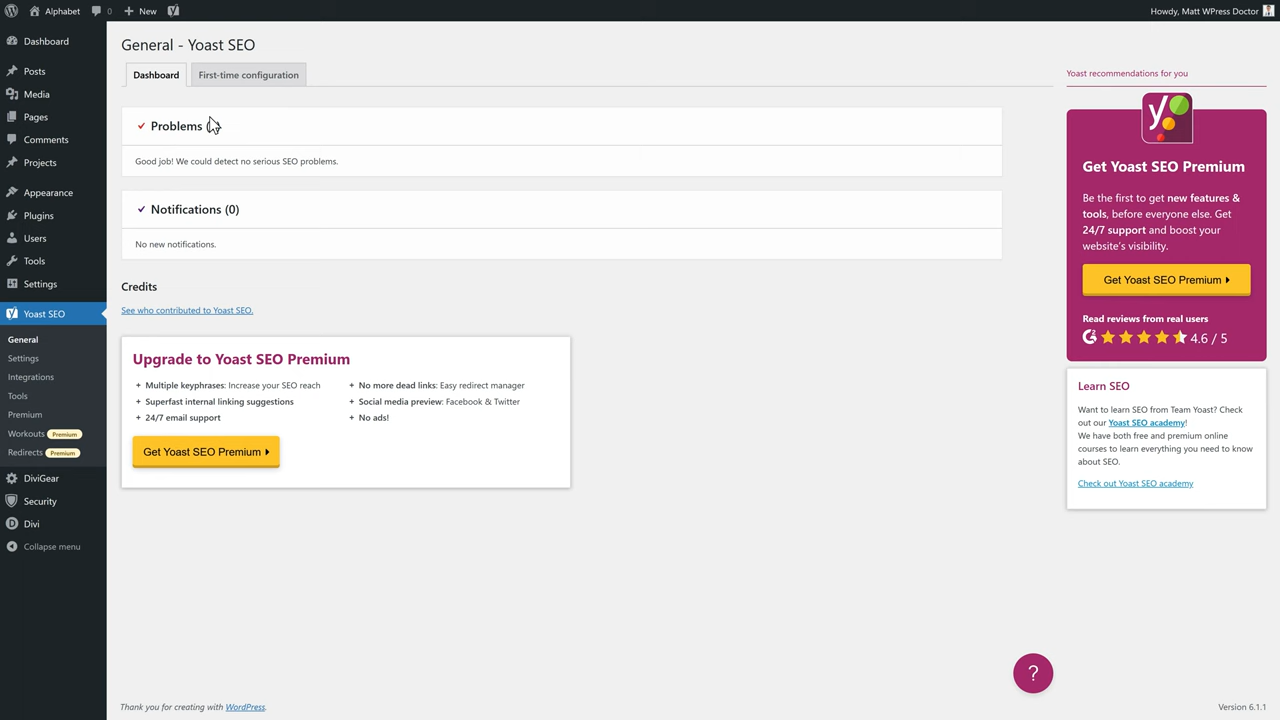 Alphabet
0
New
Howdy, Matt WPress Doctor
Dashboard
Posts
Media
Pages
Comments
Projects
Appearance
Plugins
Users
Tools
Settings
Yoast SEO
General
Settings
Integrations
Tools
Premium
Workouts Premium
Redirects Premium
DiviGear
Security
Divi
Collapse menu
General - Yoast SEO
Dashboard
First-time configuration
Problems
Good job! We could detect no serious SEO problems.
Notifications (0)
No new notifications.
Credits
See who contributed to Yoast SEO.
Upgrade to Yoast SEO Premium
+ Multiple keyphrases: Increase your SEO reach
+ Superfast internal linking suggestions
+ 24/7 email support
+ No more dead links: Easy redirect manager
+ Social media preview: Facebook & Twitter
+ No ads!
Get Yoast SEO Premium
Yoast recommendations for you
Get Yoast SEO Premium
Be the first to get new features &
tools, before everyone else. Get
24/7 support and boost your
website's visibility.
Get Yoast SEO Premium
Read reviews from real users
4.6 / 5
Learn SEO
Want to learn SEO from Team Yoast? Check
out our Yoast SEO academy!
We have both free and premium online
courses to learn everything you need to know
about SEO.
Check out Yoast SEO academy
?
Thank you for creating with WordPress.
Version 6.1.1